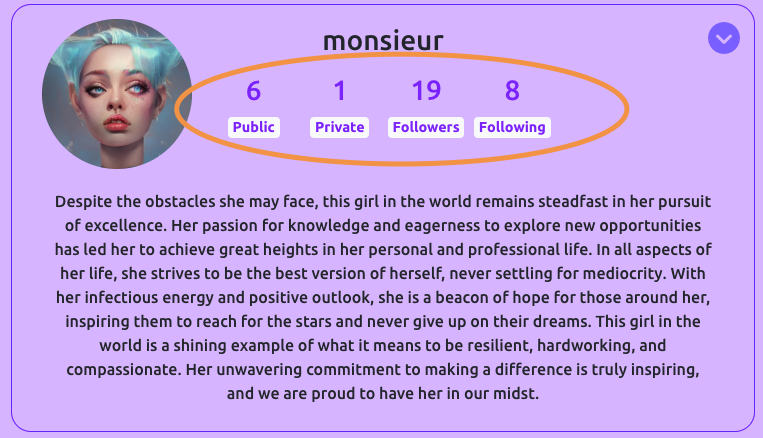 monsieur
6 1 19 8
Public Private Followers Following
Despite the obstacles she may face, this girl in the world remains steadfast in her pursuit
of excellence. Her passion for knowledge and eagerness to explore new opportunities
has led her to achieve great heights in her personal and professional life. In all aspects of
her life, she strives to be the best version of herself, never settling for mediocrity. With
her infectious energy and positive outlook, she is a beacon of hope for those around her,
inspiring them to reach for the stars and never give up on their dreams. This girl in the
world is a shining example of what it means to be resilient, hardworking, and
compassionate. Her unwavering commitment to making a difference is truly inspiring,
and we are proud to have her in our midst.